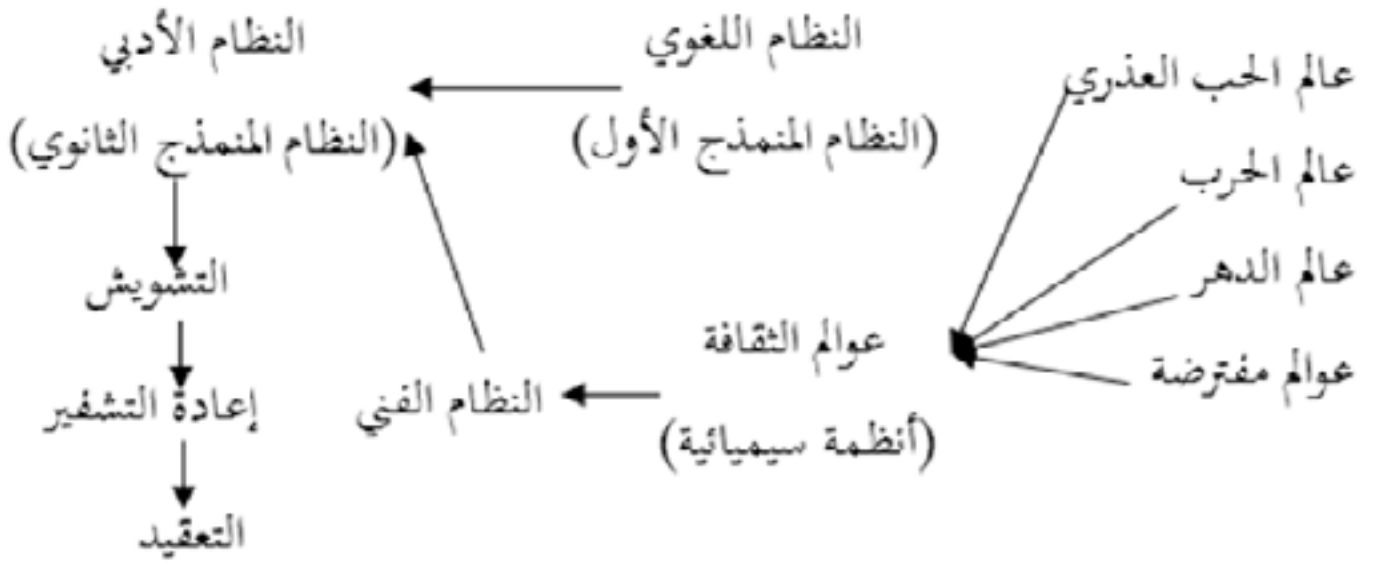 عالم الحب العذري
عالم الحرب
عالم الدهر
عوالم مفترضة
النظام اللغوي
(النظام المنمذج الأول)
عوالم الثقافة
(أنظمة سيميائية)
النظام الفني
النظام الأدبي
(النظام المنمذج الثانوي)
التشويش
إعادة التشفير
التعقيد